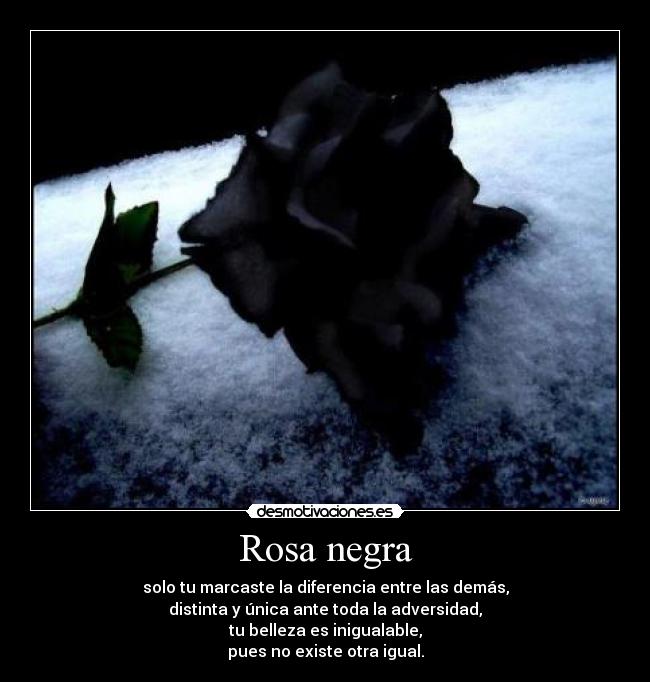 desmotivaciones.es
Rosa negra
solo tu marcaste la diferencia entre las demás,
distinta y única ante toda la adversidad,
tu belleza es inigualable,
pues no existe otra igual.